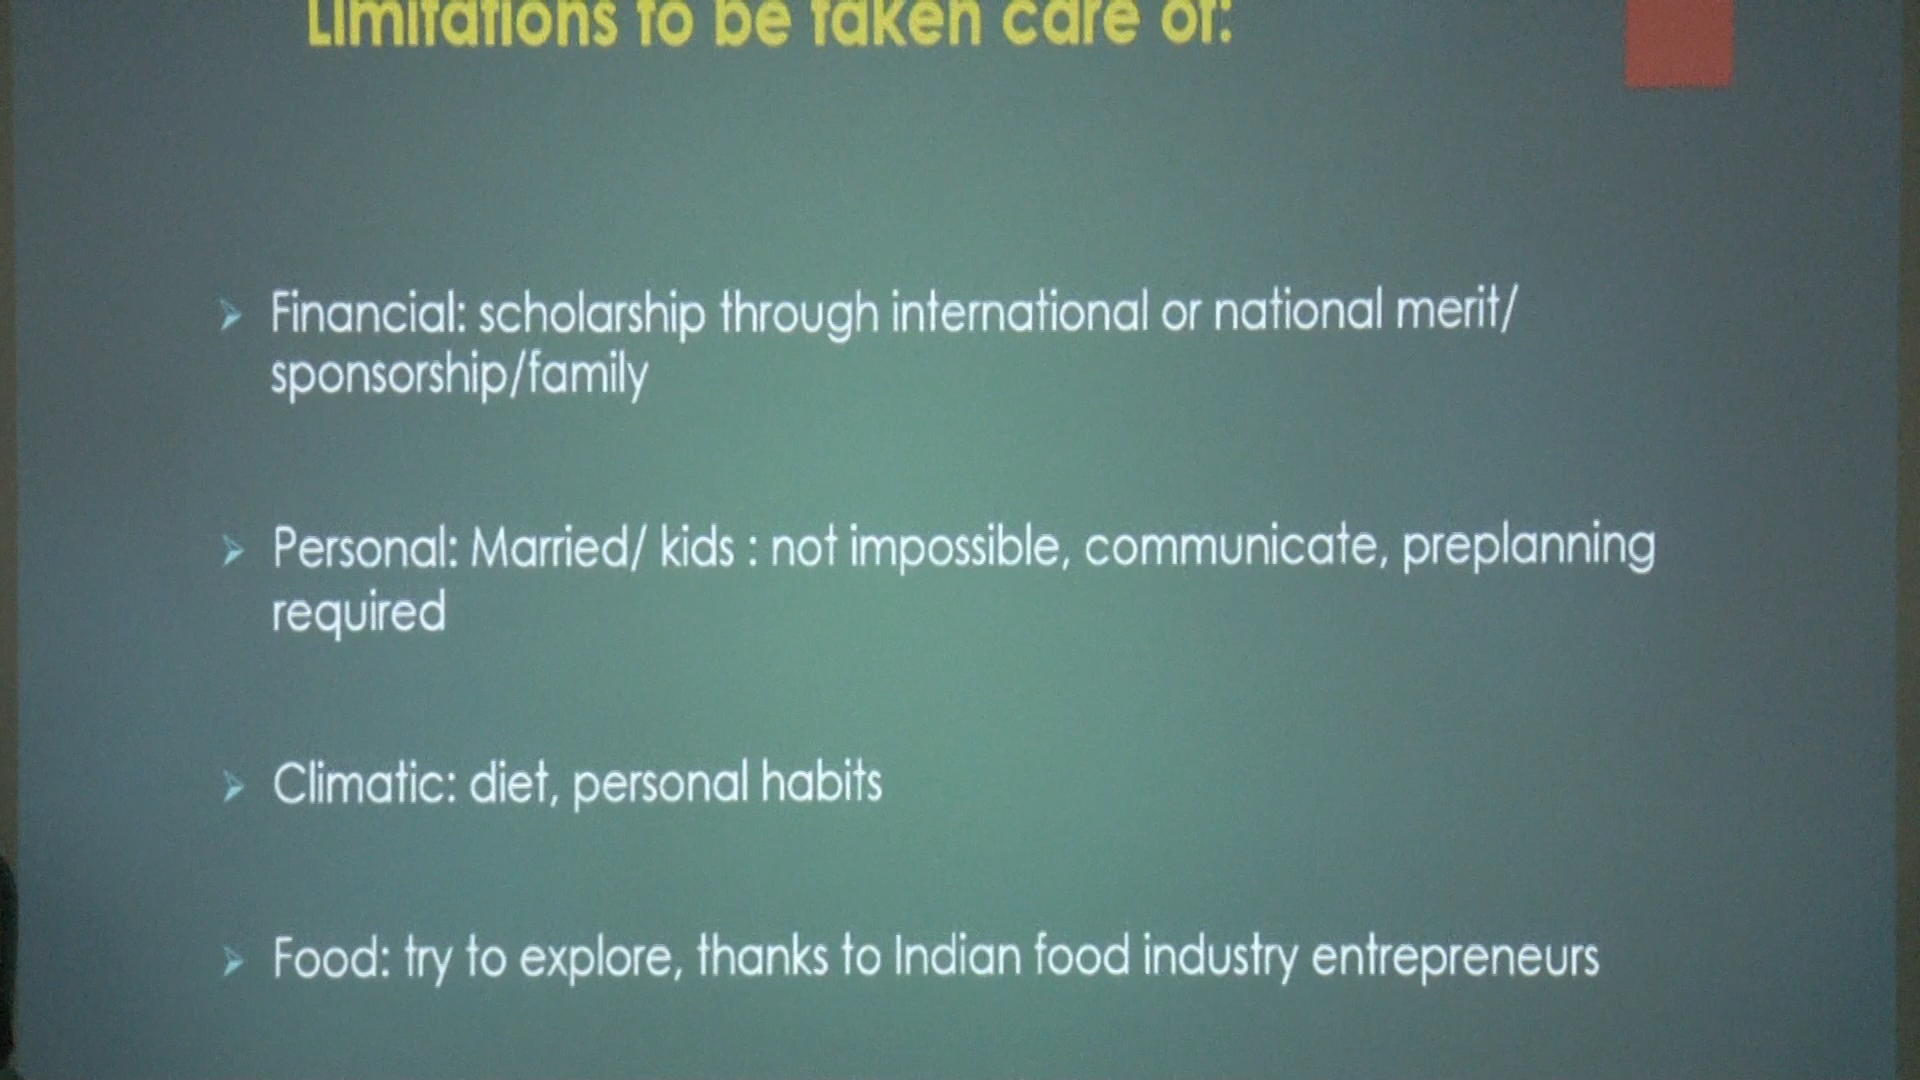 Limitations to be taken care of:
Financial: scholarship through international or national merit/
sponsorship/family
Personal: Married/ kids : not impossible, communicate, preplanning
required
Climatic: diet, personal habits
Food: try to explore, thanks to Indian food industry entrepreneurs